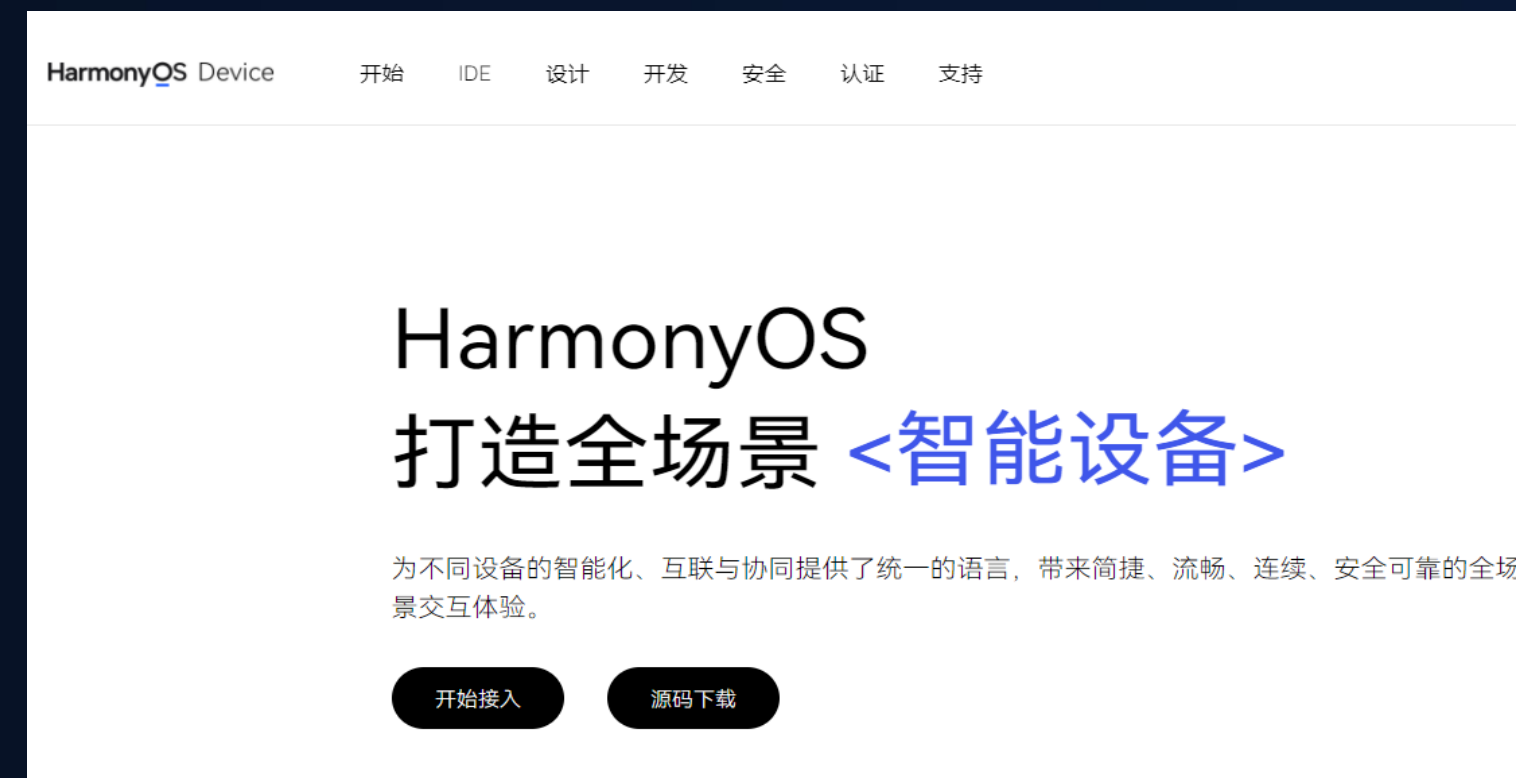 HarmonyOS Device 开始 IDE 设计 开发 安全 认证 支持
HarmonyOS
打造全场景 <智能设备>
为不同设备的智能化、互联与协同提供了统一的语言，带来简捷、流畅、连续、安全可靠的全场
景交互体验。
开始接入 源码下载